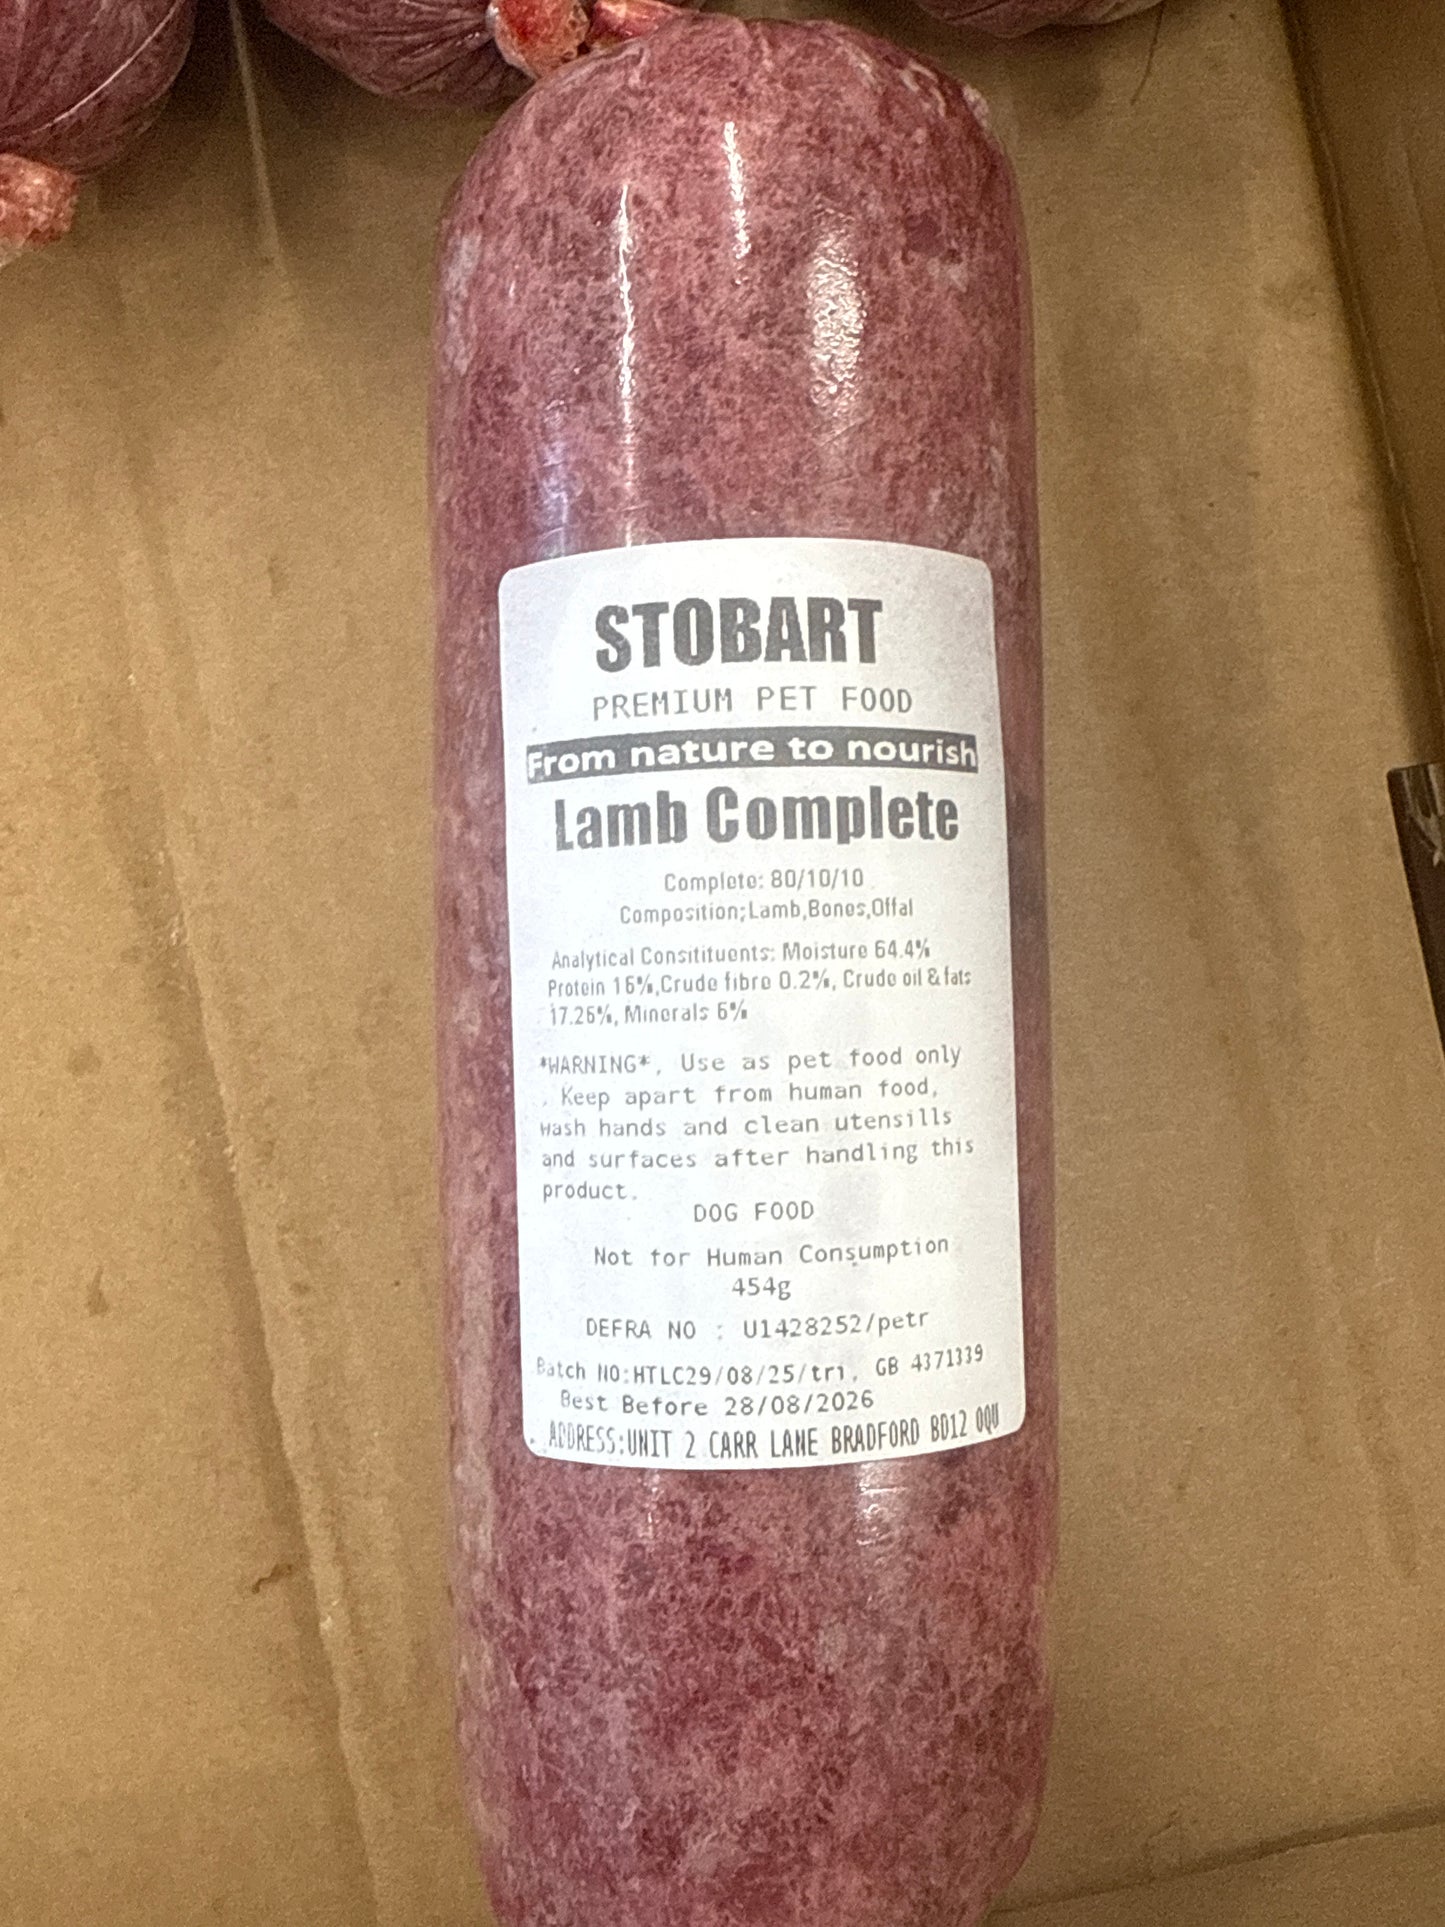 STOBART
PREMIUM PET FOOD
From nature to nourish
Lamb Complete
Complete: 80/10/10
Composition;Lamb,Bones,Offal
Analytical Consitituents: Moisture 64.4%
Protein 16%,Crude fibre 0.2%, Crude oil & fats
17.26%, Minerals 6%
*WARNING*, Use as pet food only
. Keep apart from human food,
Wash hands and clean utensills
and surfaces after handling this
product.
DOG FOOD
Not for Human Consumption
454g
DEFRA NO : U1428252/petr
Batch NO:HTLC29/08/25/tri, GB 4371339
Best Before 28/08/2026
ADDRESS:UNIT 2 CARR LANE BRADFORD BD12 0QU